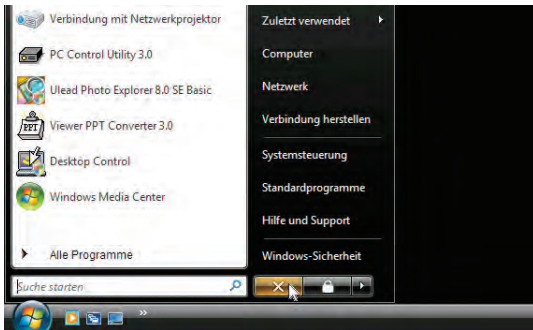 Verbindung mit Netzwerkprojektor
PC Control Utility 3.0
Ulead Photo Explorer 8.0 SE Basic
PPT
Viewer PPT Converter 3.0
Desktop Control
Windows Media Center
Alle Programme
Suche starten
Zuletzt verwendet
Computer
Netzwerk
Verbindung herstellen
Systemsteuerung
Standardprogramme
Hilfe und Support
Windows-Sicherheit